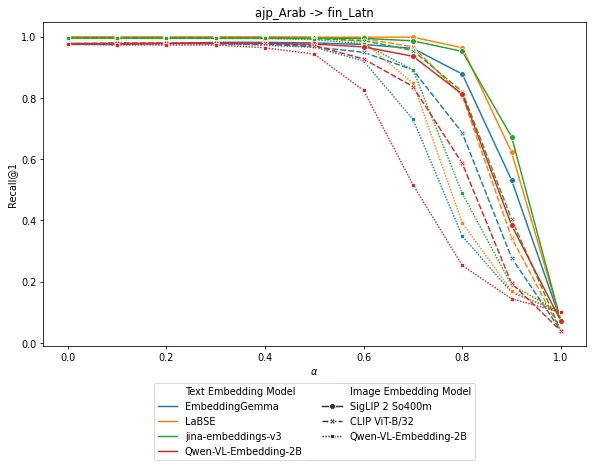 ajp_Arab -> fin_Latn
Recall@1
1.0
0.8
0.6
0.4
0.2
0.0
0.0 0.2 0.4 0.6 0.8 1.0
α
Text Embedding Model
EmbeddingGemma
LaBSE
jina-embeddings-v3
Qwen-VL-Embedding-2B
Image Embedding Model
SigLIP 2 So400m
CLIP ViT-B/32
Qwen-VL-Embedding-2B